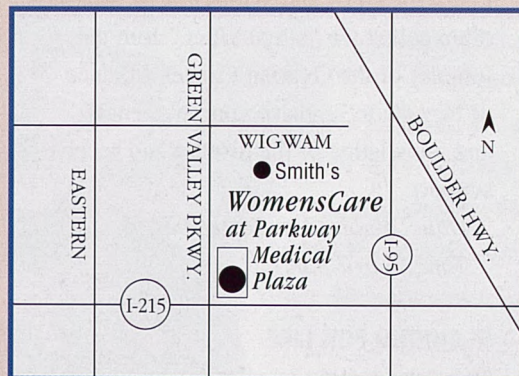 GREEN VALLEY PKWY.
EASTERN
WIGWAM
Smith's
WomensCare
at Parkway
Medical
Plaza
BOULDER HWY.
N
I-95
I-215